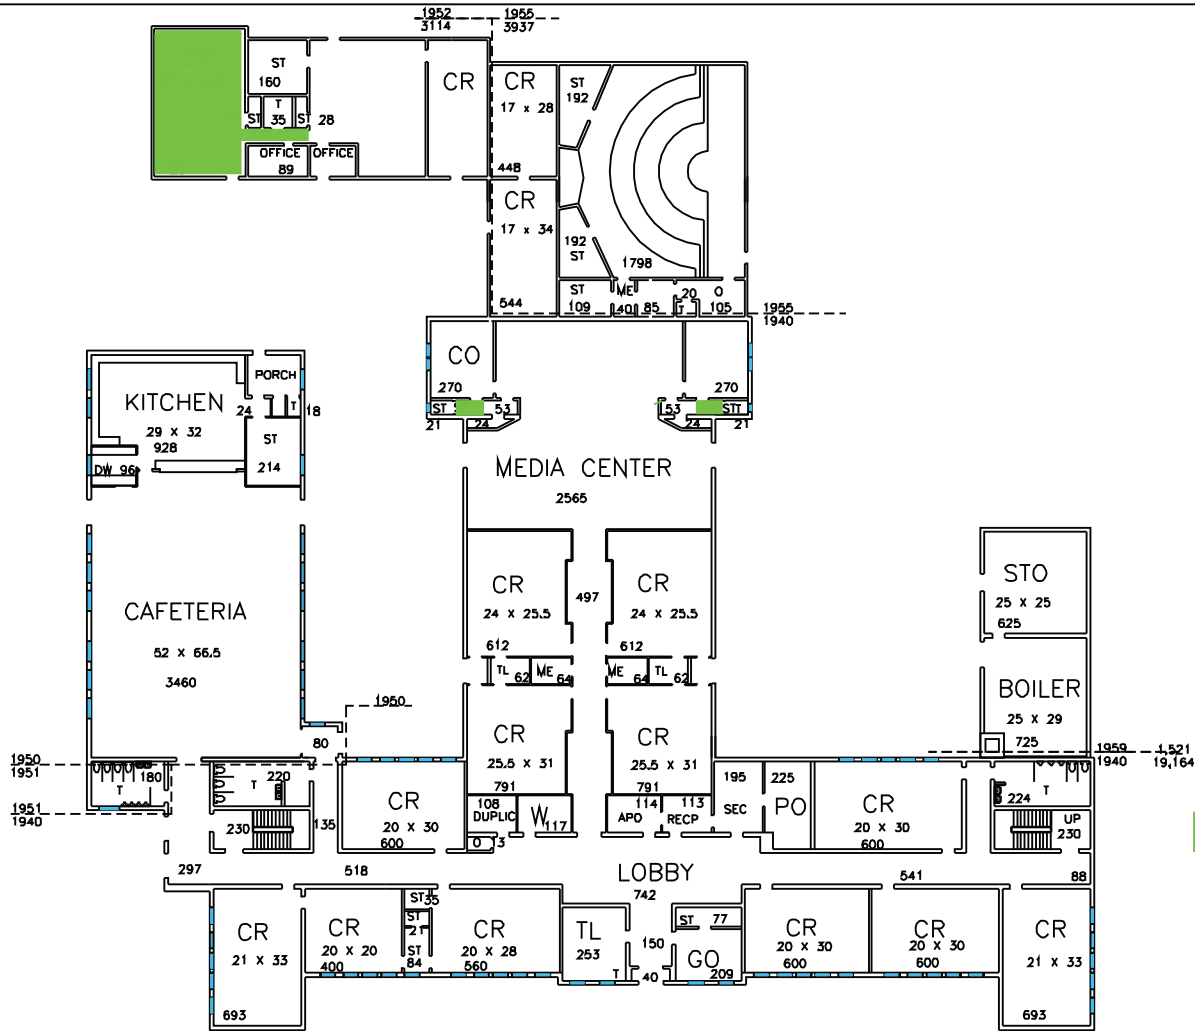 1952 1955
3114 3937
ST
160
CR
CR
17 x 28
ST
192
T
ST 35 ST 28
OFFICE OFFICE
89
448
CR
17 x 34
192
ST
1798
ST
109
ME
40
85
20
T
O
105
544
1955
1940
CO
270
270
ST 53
53 STT
21 24
24 21
PORCH
KITCHEN
29 x 32
928
24
T 18
ST
214
DW 96
MEDIA CENTER
2565
CR
24 x 25.5
612
497
CR
24 x 25.5
612
STO
25 x 25
625
CAFETERIA
52 x 66.5
3460
TL 62 ME 64
ME 64 TL 62
BOILER
25 x 29
725
1950
80
CR
25.5 x 31
791
CR
25.5 x 31
791
1950
1951
1959 1,521
1940 19,164
180
T
220
T
195
SEC
225
PO
CR
20 x 30
600
CR
20 x 30
600
224
T
1951
1940
108
DUPLIC
W
117
114
APO
113
RECP
230
135
UP
230
O 13
297
518
LOBBY
742
541
88
CR
21 x 33
693
CR
20 x 20
400
ST 35
ST
21
ST
84
CR
20 x 28
560
TL
253
T
150
40
ST 77
GO
209
CR
20 x 30
600
CR
20 x 30
600
CR
21 x 33
693